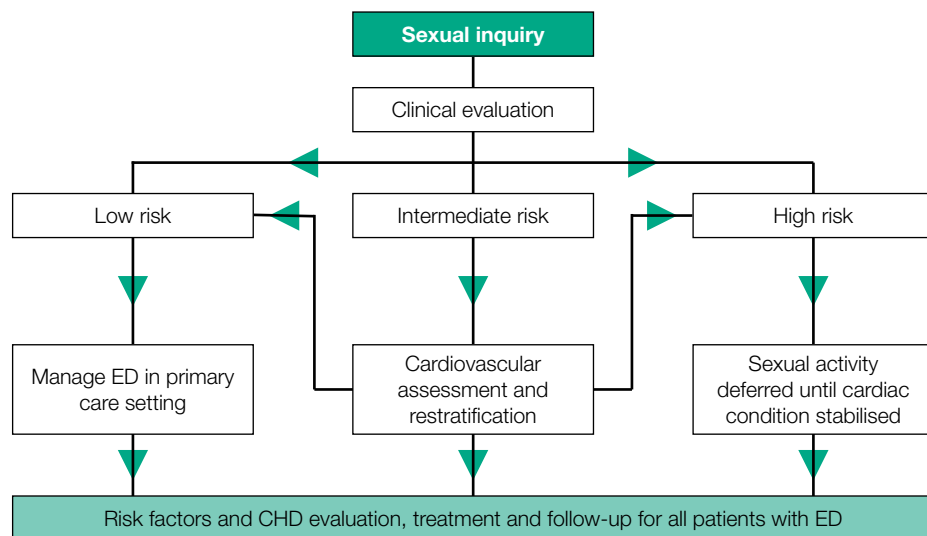 Sexual inquiry
Clinical evaluation
Low risk
Intermediate risk
High risk
Manage ED in primary
care setting
Cardiovascular
assessment and
restratification
Sexual activity
deferred until cardiac
condition stabilised
Risk factors and CHD evaluation, treatment and follow-up for all patients with ED